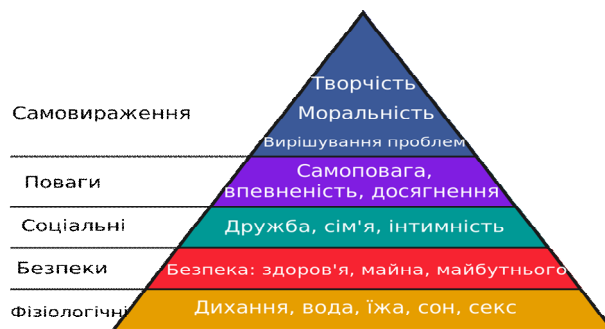 Творчість
Самовираження
Моральність
Вирішування проблем
Поваги
Самоповага,
впевненість, досягнення
Соціальні
Дружба, сім'я, інтимність
Безпеки
Безпека: здоров'я, майна, майбутнього
Фізіологічні
Дихання, вода, їжа, сон, секс